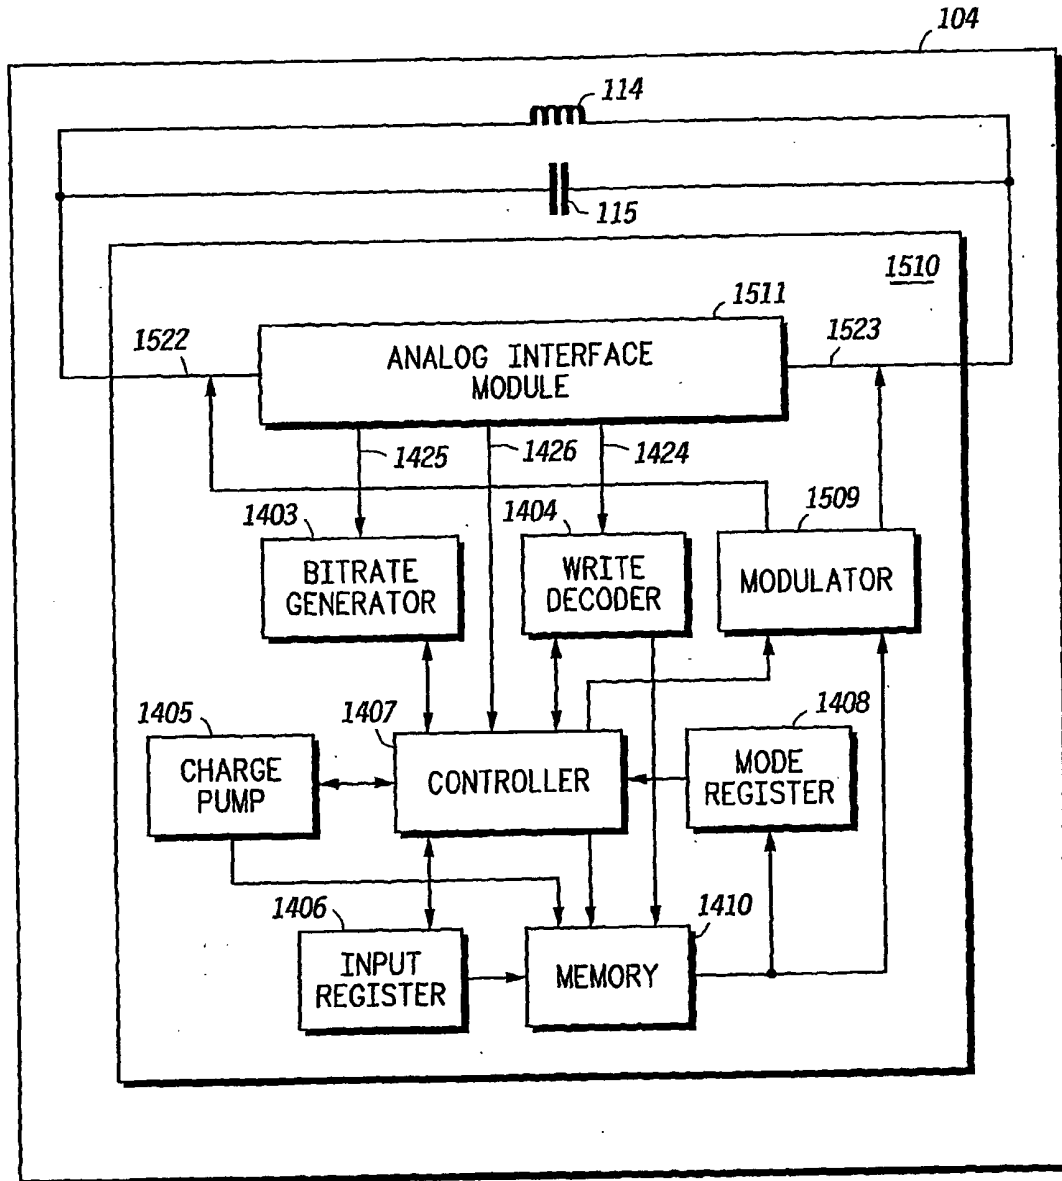 104
114
115
1510
1511
1522
1523
ANALOG INTERFACE
MODULE
1425
1426
1424
1403
1404
1509
BITRATE
GENERATOR
WRITE
DECODER
MODULATOR
1405
1407
1408
CHARGE
PUMP
CONTROLLER
MODE
REGISTER
1406
1410
INPUT
REGISTER
MEMORY